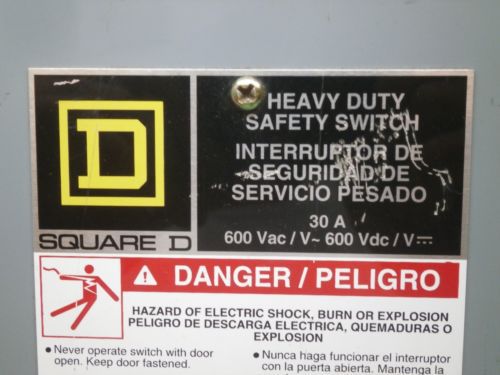 HEAVY DUTY
SAFETY SWITCH
INTERRUPTOR DE
SEGURIDAD DE
SERVICIO PESADO
30 A
600 Vac / V~ 600 Vdc / V⎓
D
SQUARE D
DANGER / PELIGRO
HAZARD OF ELECTRIC SHOCK, BURN OR EXPLOSION
PELIGRO DE DESCARGA ELECTRICA, QUEMADURAS O
EXPLOSION
• Never operate switch with door
open. Keep door fastened.
• Nunca haga funcionar el interruptor
con la puerta abierta. Mantenga la